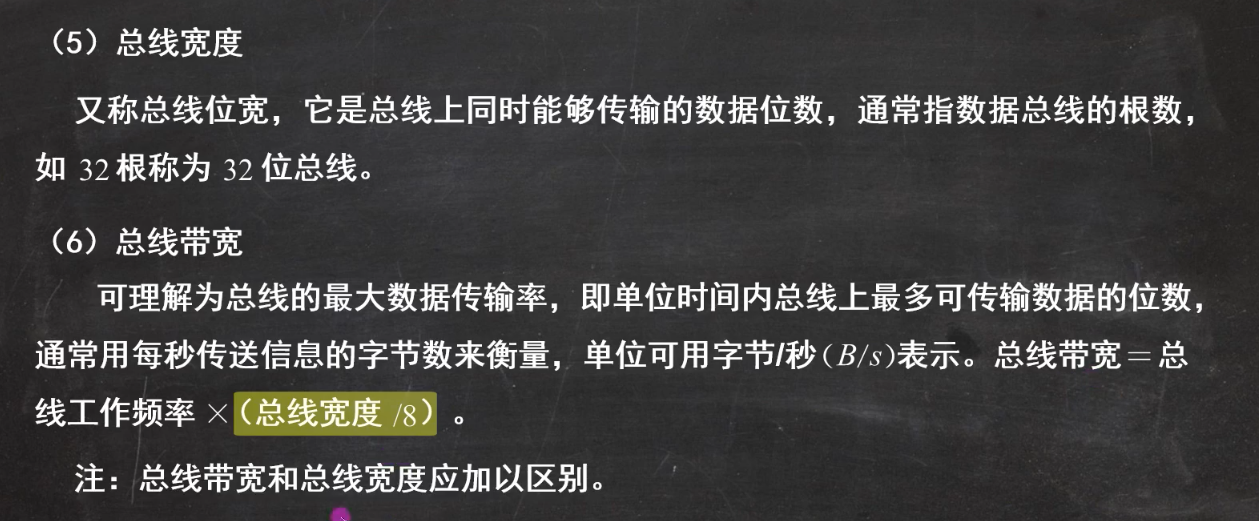 （5）总线宽度
又称总线位宽，它是总线上同时能够传输的数据位数，通常指数据总线的根数，
如 32根称为 32 位总线。
（6）总线带宽
可理解为总线的最大数据传输率，即单位时间内总线上最多可传输数据的位数，
通常用每秒传送信息的字节数来衡量，单位可用字节/秒(B/s)表示。总线带宽＝总
线工作频率 ×（总线宽度 /8）。
注：总线带宽和总线宽度应加以区别。